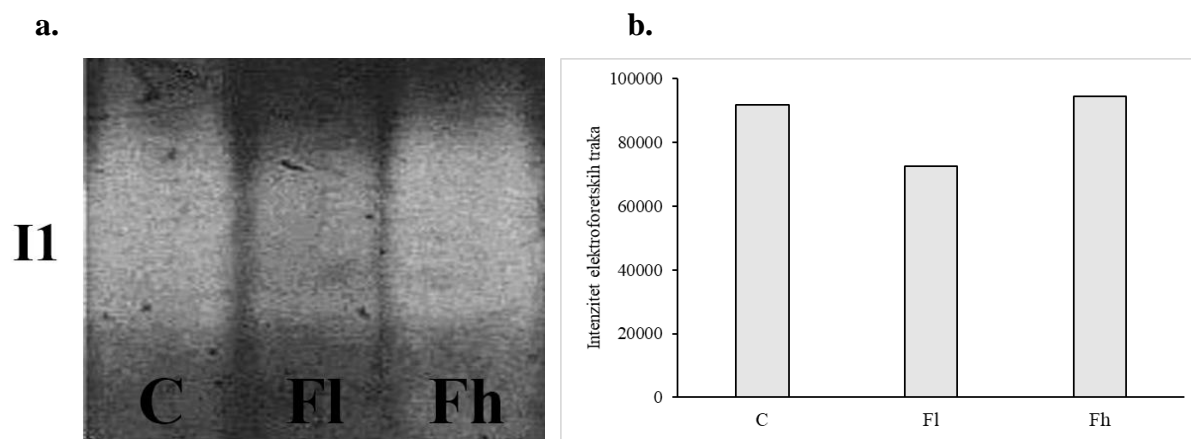 a.
I1
C Fl Fh
b.
Intenzitet elektroforetskih traka
100000
80000
60000
40000
20000
0
C Fl Fh